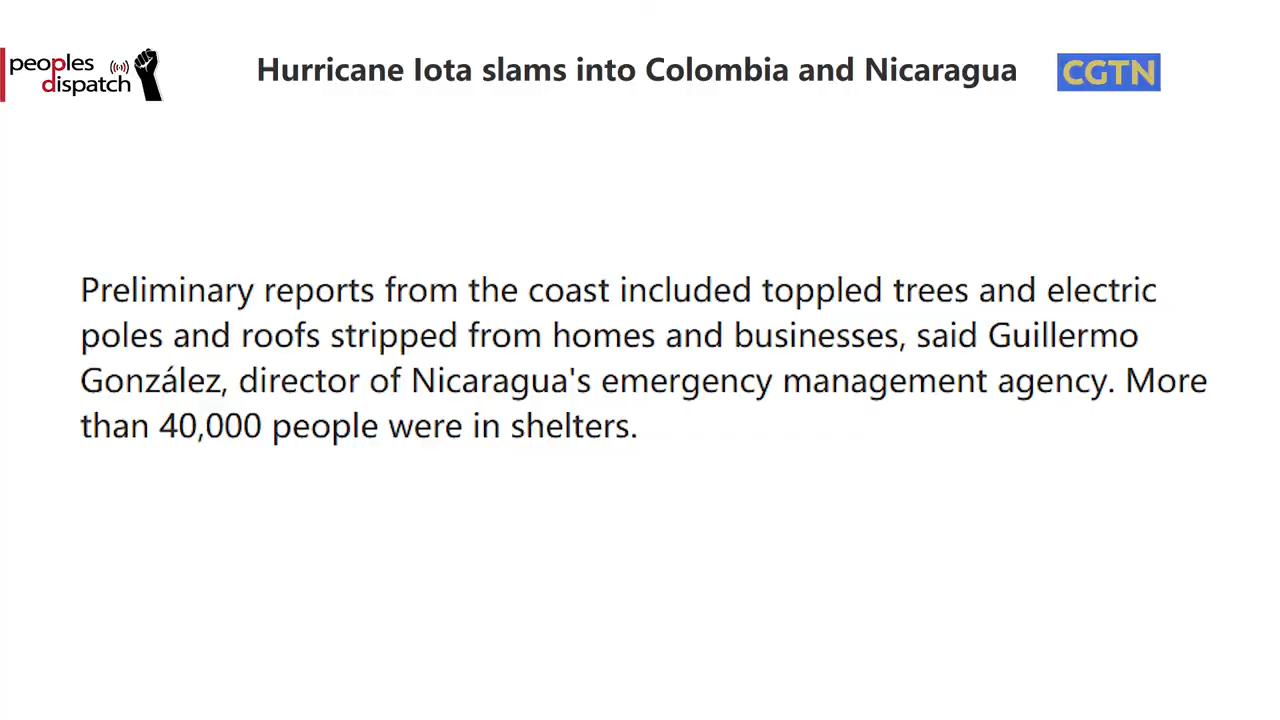 peoples
dispatch
Hurricane Iota slams into Colombia and Nicaragua
CGTN
Preliminary reports from the coast included toppled trees and electric
poles and roofs stripped from homes and businesses, said Guillermo
González, director of Nicaragua's emergency management agency. More
than 40,000 people were in shelters.